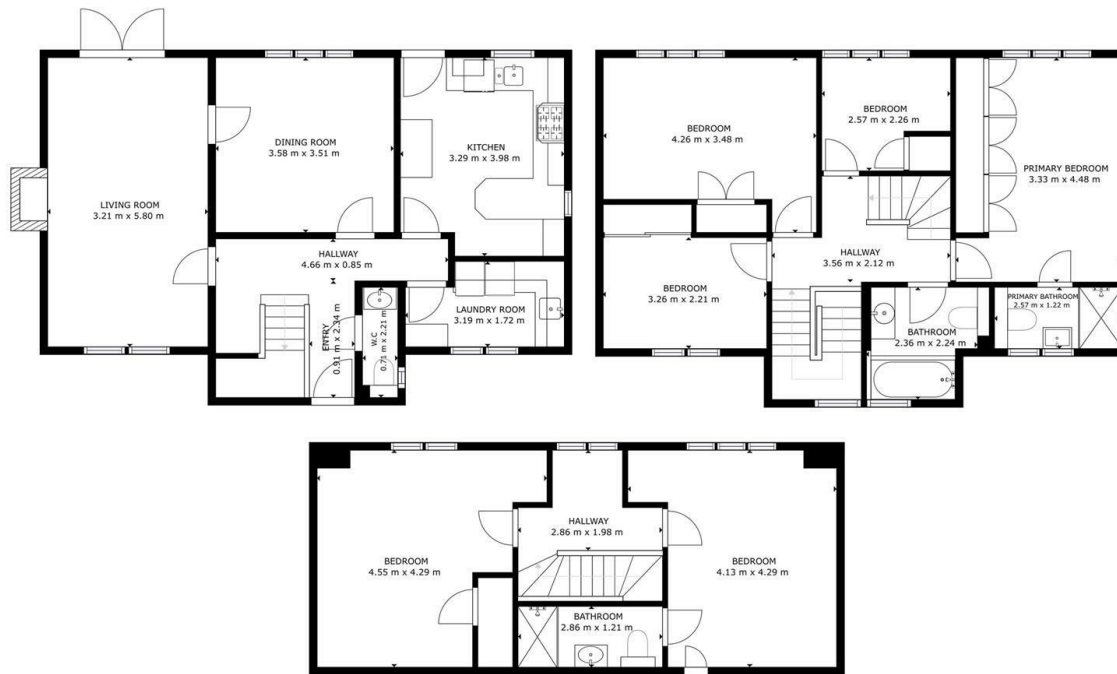 LIVING ROOM
3.21 m x 5.80 m
DINING ROOM
3.58 m x 3.51 m
KITCHEN
3.29 m x 3.98 m
HALLWAY
4.66 m x 0.85 m
ENTRY
0.91 m x 2.34 m
W.C
0.71 m x 2.21 m
LAUNDRY ROOM
3.19 m x 1.72 m
BEDROOM
4.26 m x 3.48 m
BEDROOM
2.57 m x 2.26 m
PRIMARY BEDROOM
3.33 m x 4.48 m
HALLWAY
3.56 m x 2.12 m
BEDROOM
3.26 m x 2.21 m
BATHROOM
2.36 m x 2.24 m
PRIMARY BATHROOM
2.57 m x 1.22 m
BEDROOM
4.55 m x 4.29 m
HALLWAY
2.86 m x 1.98 m
BEDROOM
4.13 m x 4.29 m
BATHROOM
2.86 m x 1.21 m